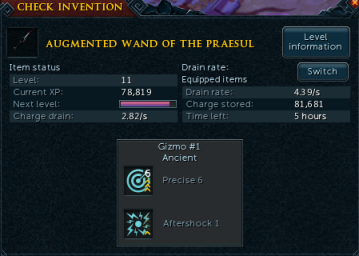 CHECK INVENTION
AUGMENTED WAND OF THE PRAESUL
Level information
Item status
Drain rate:
Equipped items
Switch
Level: 11
Drain rate: 4.39/s
Current XP: 78,819
Charge stored: 81,681
Next level:
Time left: 5 hours
Charge drain: 2.82/s
Gizmo #1
Ancient
6
Precise 6
Aftershock 1